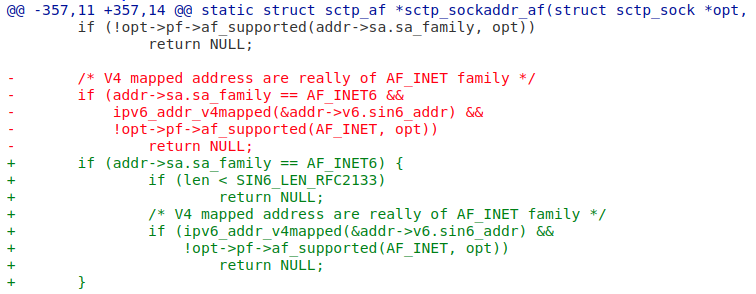 @@ -357,11 +357,14 @@ static struct sctp_af *sctp_sockaddr_af(struct sctp_sock *opt,
        if (!opt->pf->af_supported(addr->sa.sa_family, opt))
                return NULL;
-       /* V4 mapped address are really of AF_INET family */
-       if (addr->sa.sa_family == AF_INET6 &&
-           ipv6_addr_v4mapped(&addr->v6.sin6_addr) &&
-           !opt->pf->af_supported(AF_INET, opt))
-               return NULL;
+       if (addr->sa.sa_family == AF_INET6) {
+               if (len < SIN6_LEN_RFC2133)
+                       return NULL;
+               /* V4 mapped address are really of AF_INET family */
+               if (ipv6_addr_v4mapped(&addr->v6.sin6_addr) &&
+                   !opt->pf->af_supported(AF_INET, opt))
+                       return NULL;
+       }